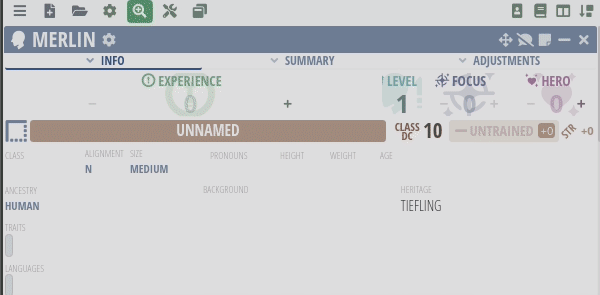 MERLIN
INFO SUMMARY ADJUSTMENTS
EXPERIENCE LEVEL FOCUS HERO
0 1 0 0
UNNAMED CLASS DC 10 UNTRAINED +0 STR +0
CLASS ALIGNMENT SIZE PRONOUNS HEIGHT WEIGHT AGE
N MEDIUM
ANCESTRY BACKGROUND HERITAGE
HUMAN TIEFLING
TRAITS
LANGUAGES